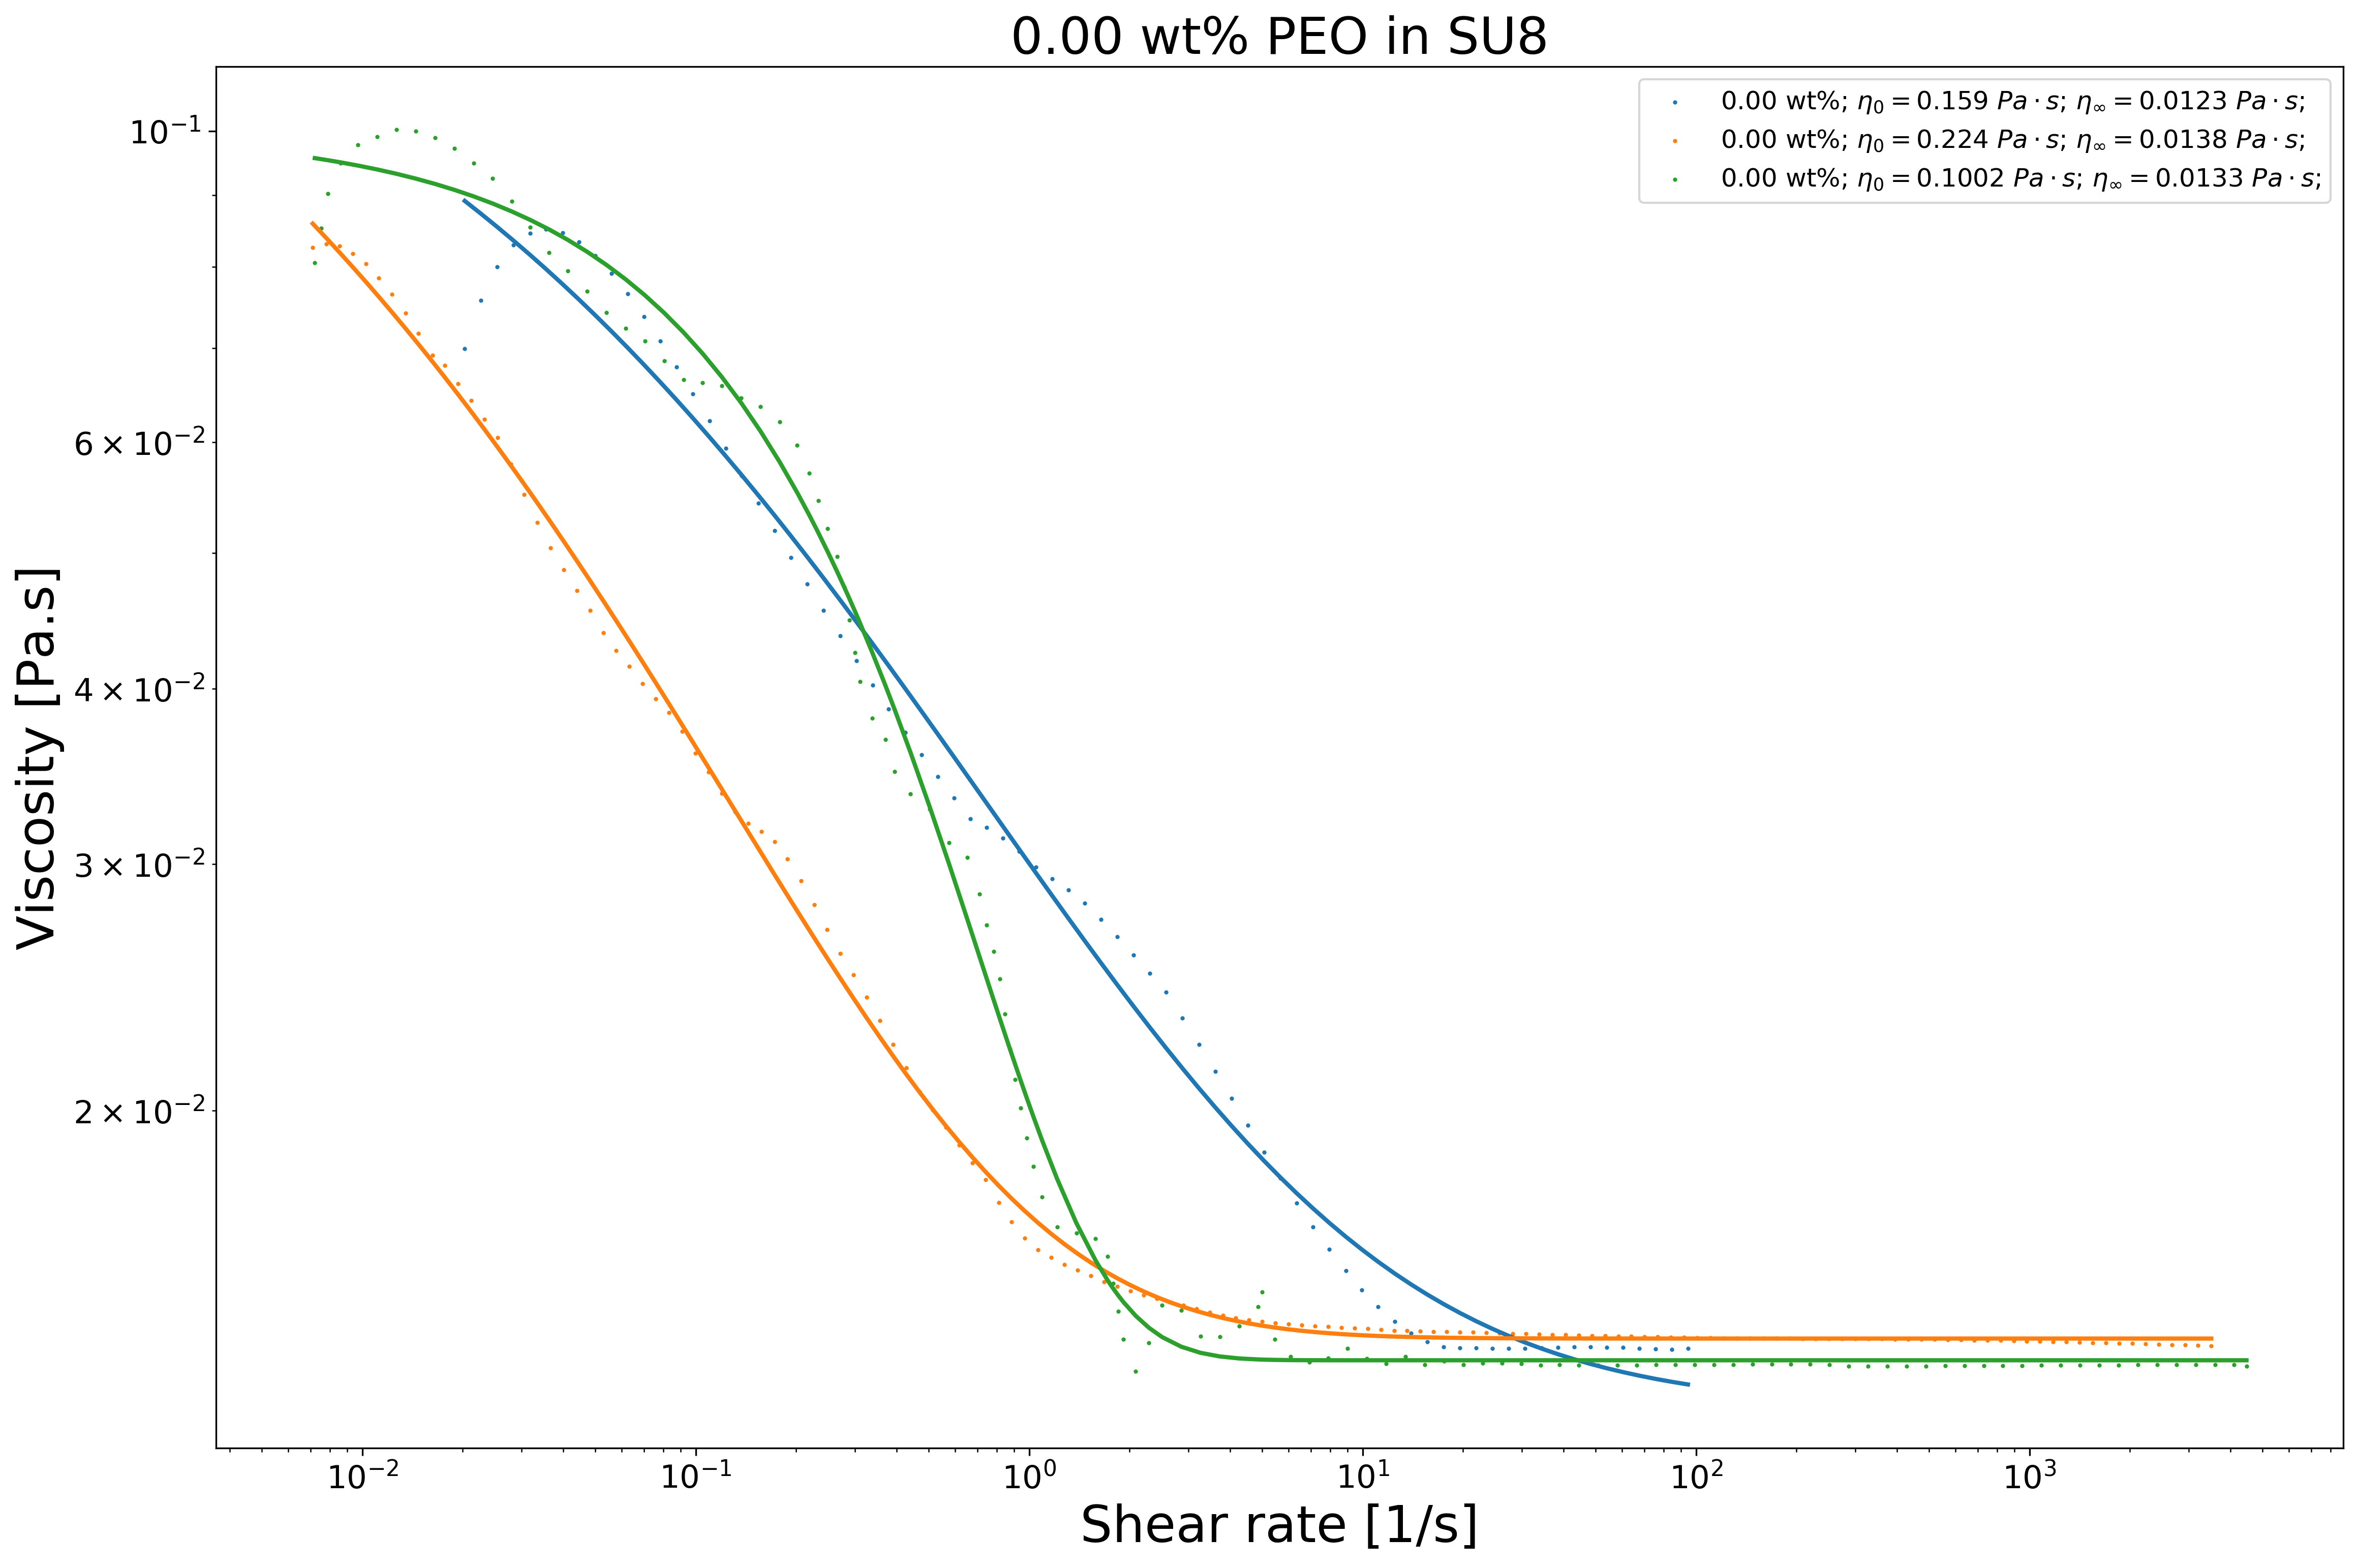 0.00 wt% PEO in SU8
0.00 wt%; η₀ = 0.159 Pa · s; η∞ = 0.0123 Pa · s;
0.00 wt%; η₀ = 0.224 Pa · s; η∞ = 0.0138 Pa · s;
0.00 wt%; η₀ = 0.1002 Pa · s; η∞ = 0.0133 Pa · s;
Viscosity [Pa.s]
10⁻¹
6 × 10⁻²
4 × 10⁻²
3 × 10⁻²
2 × 10⁻²
10⁻² 10⁻¹ 10⁰ 10¹ 10² 10³
Shear rate [1/s]